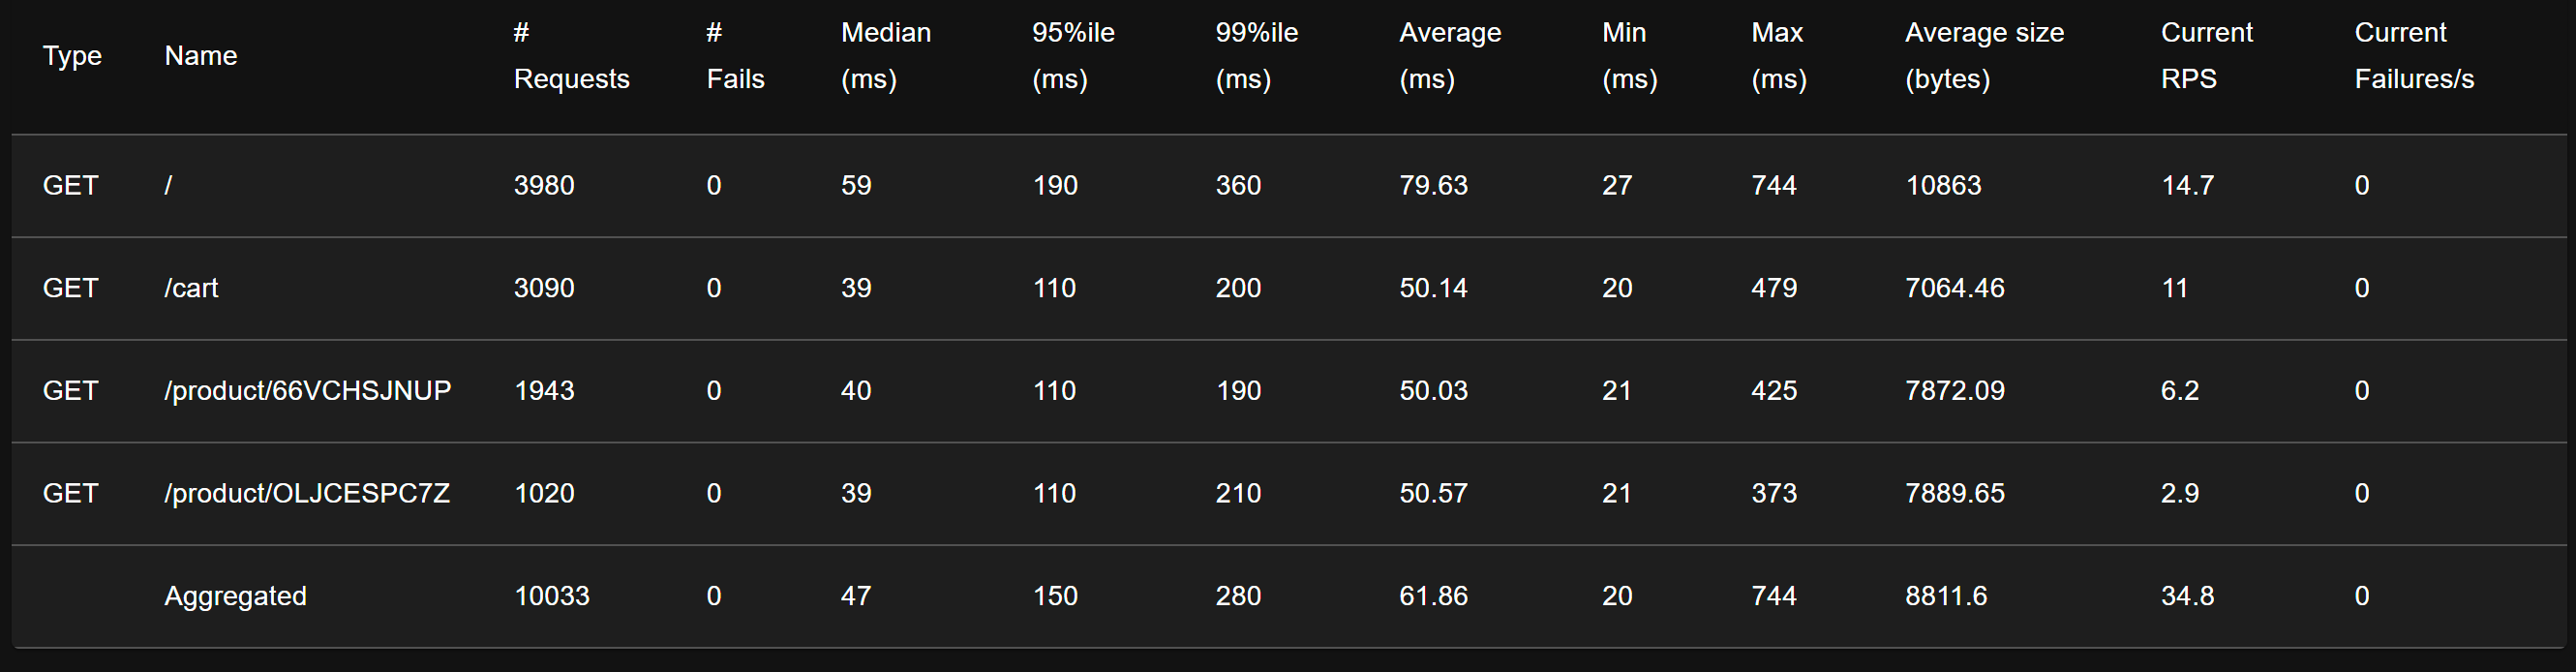 Type Name # Requests # Fails Median (ms) 95%ile (ms) 99%ile (ms) Average (ms) Min (ms) Max (ms) Average size (bytes) Current RPS Current Failures/s
GET / 3980 0 59 190 360 79.63 27 744 10863 14.7 0
GET /cart 3090 0 39 110 200 50.14 20 479 7064.46 11 0
GET /product/66VCHSJNUP 1943 0 40 110 190 50.03 21 425 7872.09 6.2 0
GET /product/OLJCESPC7Z 1020 0 39 110 210 50.57 21 373 7889.65 2.9 0
Aggregated 10033 0 47 150 280 61.86 20 744 8811.6 34.8 0